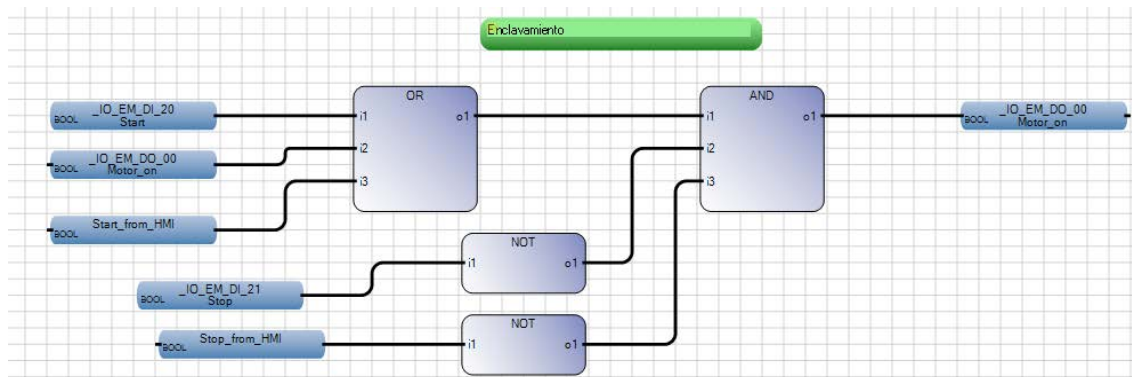 Enclavamiento
OR
AND
_IO_EM_DI_20
BOOL
Start
i1
o1
i1
o1
_IO_EM_DO_00
BOOL
Motor_on
_IO_EM_DO_00
BOOL
Motor_on
i2
i2
i3
i3
Start_from_HMI
BOOL
NOT
i1
o1
_IO_EM_DI_21
BOOL
Stop
NOT
Stop_from_HMI
BOOL
i1
o1